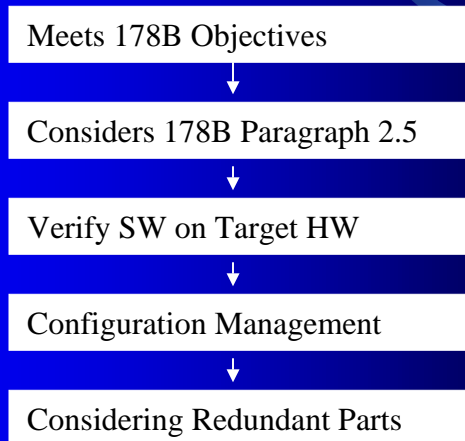 Meets 178B Objectives
Considers 178B Paragraph 2.5
Verify SW on Target HW
Configuration Management
Considering Redundant Parts